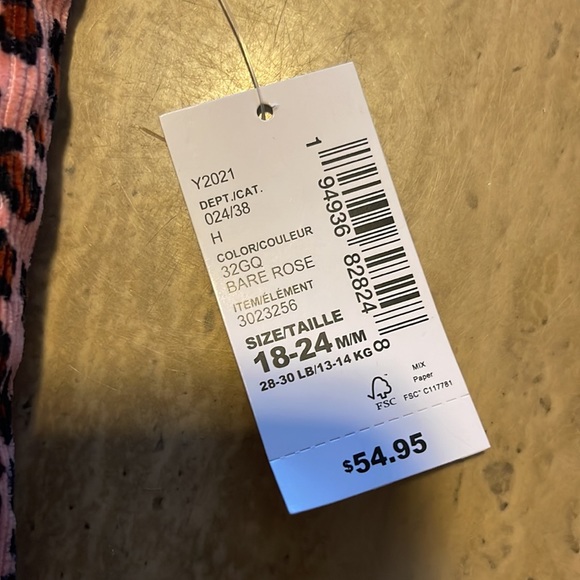 Y2021
DEPT./CAT.
024/38
H
COLOR/COULEUR
32GQ
BARE ROSE
ITEM/ÉLÉMENT
3023256
SIZE/TAILLE
18-24 M/M
28-30 LB/13-14 KG
1 94936 82824 8
FSC
MIX
Paper
FSC™ C117781
$54.95